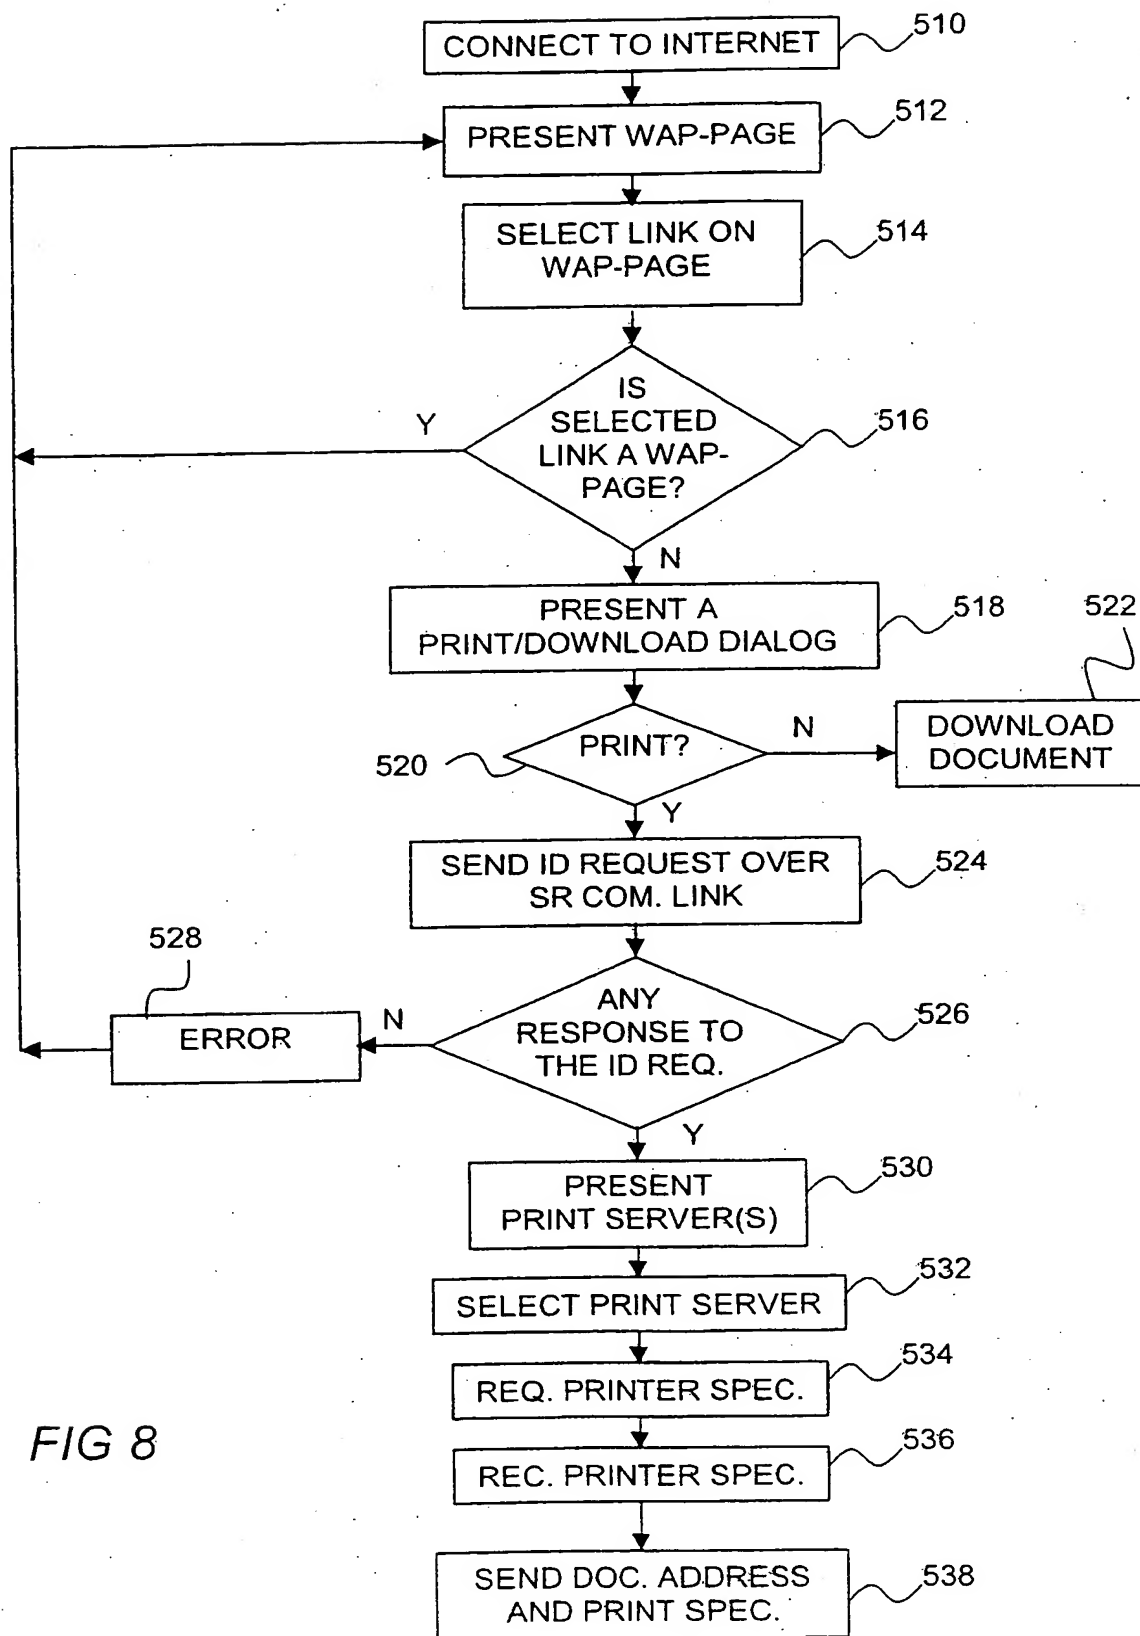 CONNECT TO INTERNET
510
PRESENT WAP-PAGE
512
SELECT LINK ON
WAP-PAGE
514
IS
SELECTED
LINK A WAP-
PAGE?
516
Y
N
PRESENT A
PRINT/DOWNLOAD DIALOG
518
522
PRINT?
520
N
DOWNLOAD
DOCUMENT
Y
SEND ID REQUEST OVER
SR COM. LINK
524
528
ERROR
N
ANY
RESPONSE TO
THE ID REQ.
526
Y
PRESENT
PRINT SERVER(S)
530
SELECT PRINT SERVER
532
REQ. PRINTER SPEC.
534
REC. PRINTER SPEC.
536
FIG 8
SEND DOC. ADDRESS
AND PRINT SPEC.
538